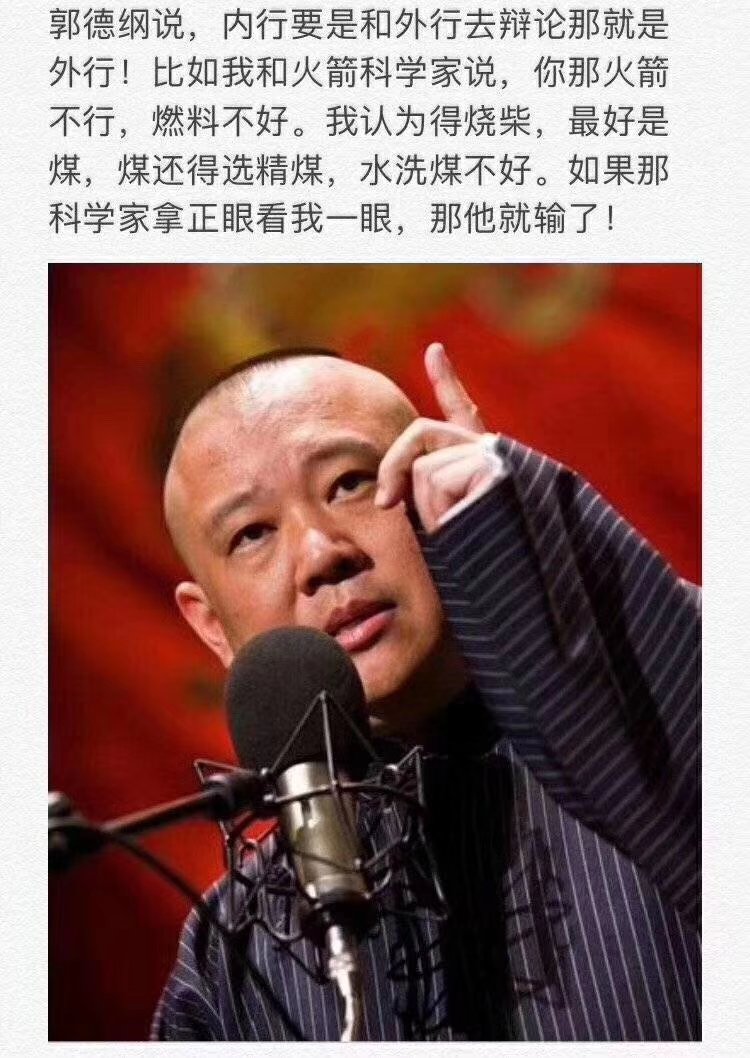 郭德纲说，内行要是和外行去辩论那就是
外行！比如我和火箭科学家说，你那火箭
不行，燃料不好。我认为得烧柴，最好是
煤，煤还得选精煤，水洗煤不好。如果那
科学家拿正眼看我一眼，那他就输了！